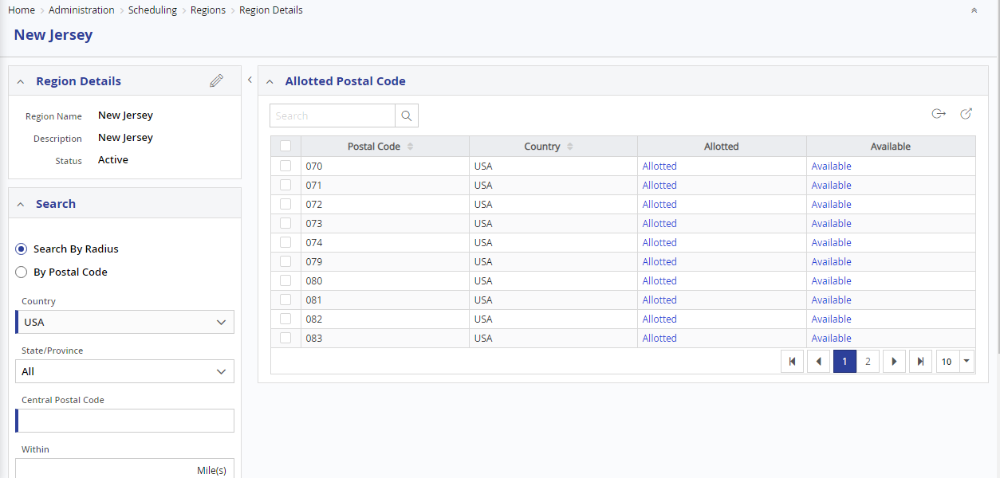 Home > Administration > Scheduling > Regions > Region Details
New Jersey
Region Details
Region Name New Jersey
Description New Jersey
Status Active
Search
Search By Radius
By Postal Code
Country
USA
State/Province
All
Central Postal Code
Within
Mile(s)
Allotted Postal Code
Search
Postal Code Country Allotted Available
070 USA Allotted Available
071 USA Allotted Available
072 USA Allotted Available
073 USA Allotted Available
074 USA Allotted Available
079 USA Allotted Available
080 USA Allotted Available
081 USA Allotted Available
082 USA Allotted Available
083 USA Allotted Available
1 2 10